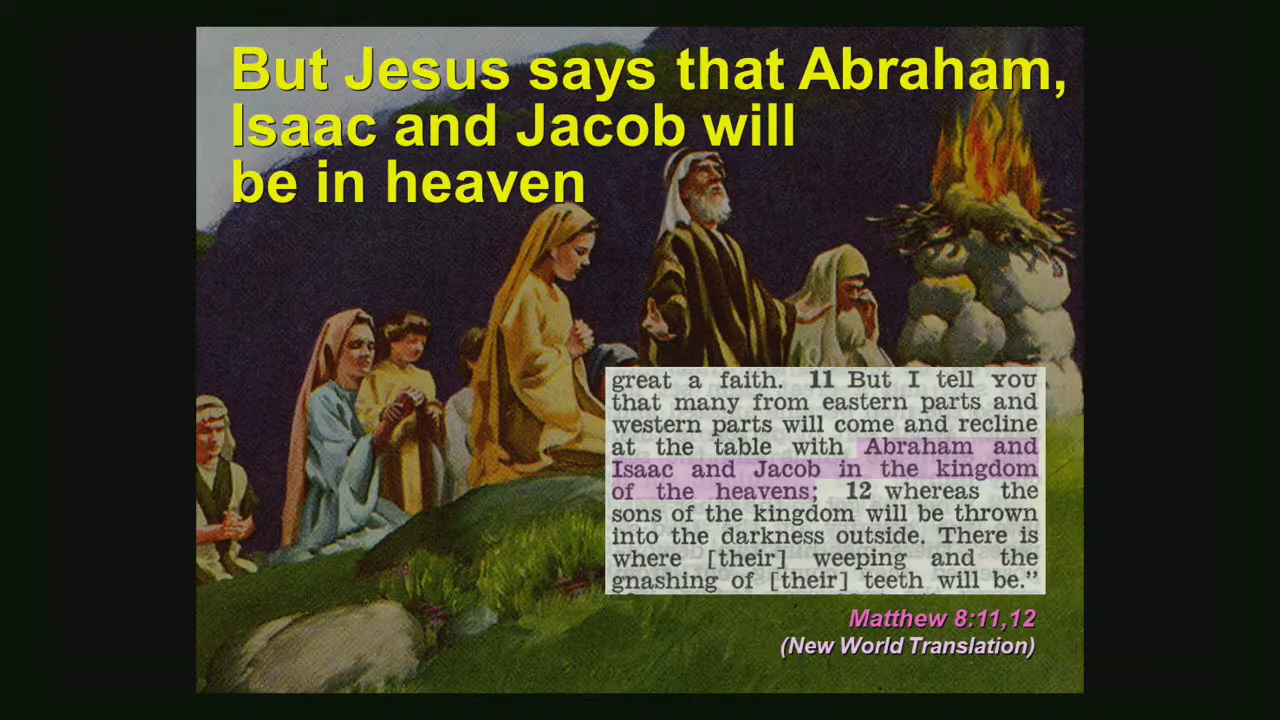 But Jesus says that Abraham,
Isaac and Jacob will
be in heaven
great a faith. 11 But I tell YOU
that many from eastern parts and
western parts will come and recline
at the table with Abraham and
Isaac and Jacob in the kingdom
of the heavens; 12 whereas the
sons of the kingdom will be thrown
into the darkness outside. There is
where [their] weeping and the
gnashing of [their] teeth will be.”
Matthew 8:11,12
(New World Translation)